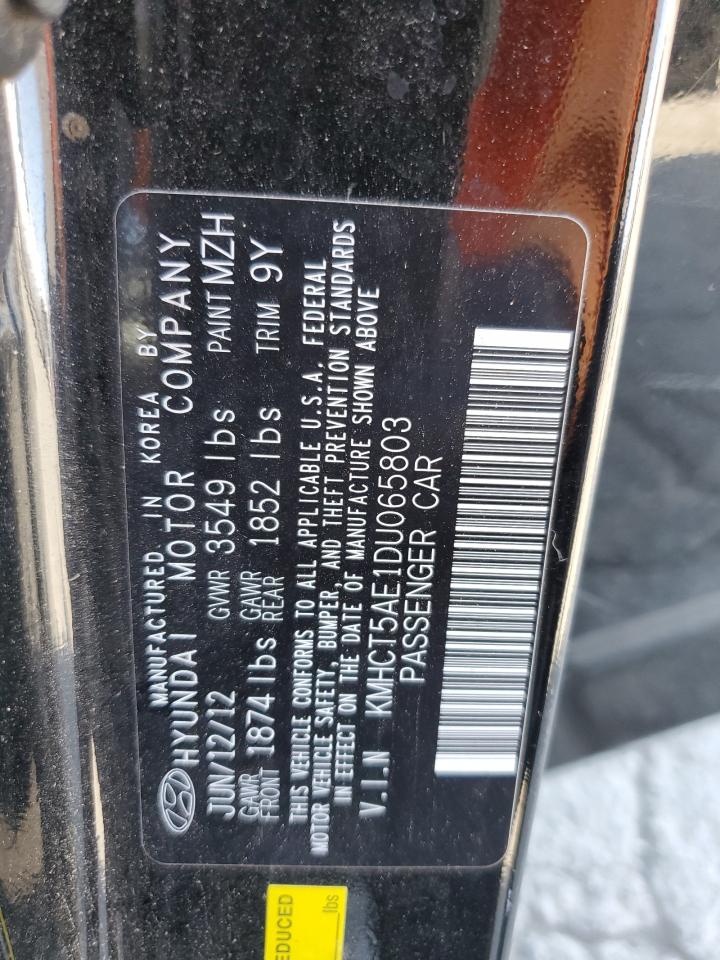 MANUFACTURED IN KOREA BY
HYUNDAI MOTOR COMPANY
JUN/12/12 GVWR 3549 lbs PAINT MZH
GAWR FRONT 1874 lbs GAWR REAR 1852 lbs TRIM 9Y
THIS VEHICLE CONFORMS TO ALL APPLICABLE U.S.A. FEDERAL
MOTOR VEHICLE SAFETY, BUMPER, AND THEFT PREVENTION STANDARDS
IN EFFECT ON THE DATE OF MANUFACTURE SHOWN ABOVE
V.I.N KMHCT5AE1DU065803
PASSENGER CAR
lbs